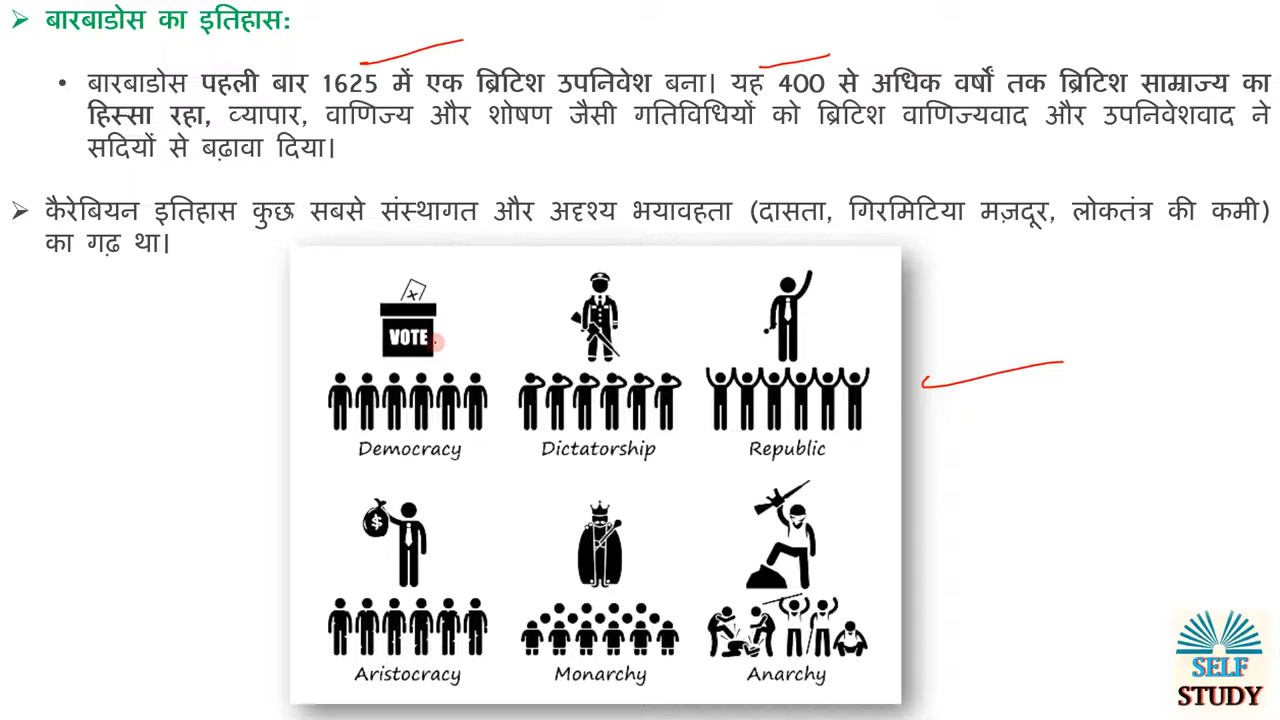 ➢ बारबाडोस का इतिहास:
• बारबाडोस पहली बार 1625 में एक ब्रिटिश उपनिवेश बना। यह 400 से अधिक वर्षों तक ब्रिटिश साम्राज्य का
हिस्सा रहा, व्यापार, वाणिज्य और शोषण जैसी गतिविधियों को ब्रिटिश वाणिज्यवाद और उपनिवेशवाद ने
सदियों से बढ़ावा दिया।
➢ कैरेबियन इतिहास कुछ सबसे संस्थागत और अदृश्य भयावहता (दासता, गिरमिटिया मज़दूर, लोकतंत्र की कमी)
का गढ़ था।
VOTE
Democracy Dictatorship Republic
$
Aristocracy Monarchy Anarchy
SELF
STUDY